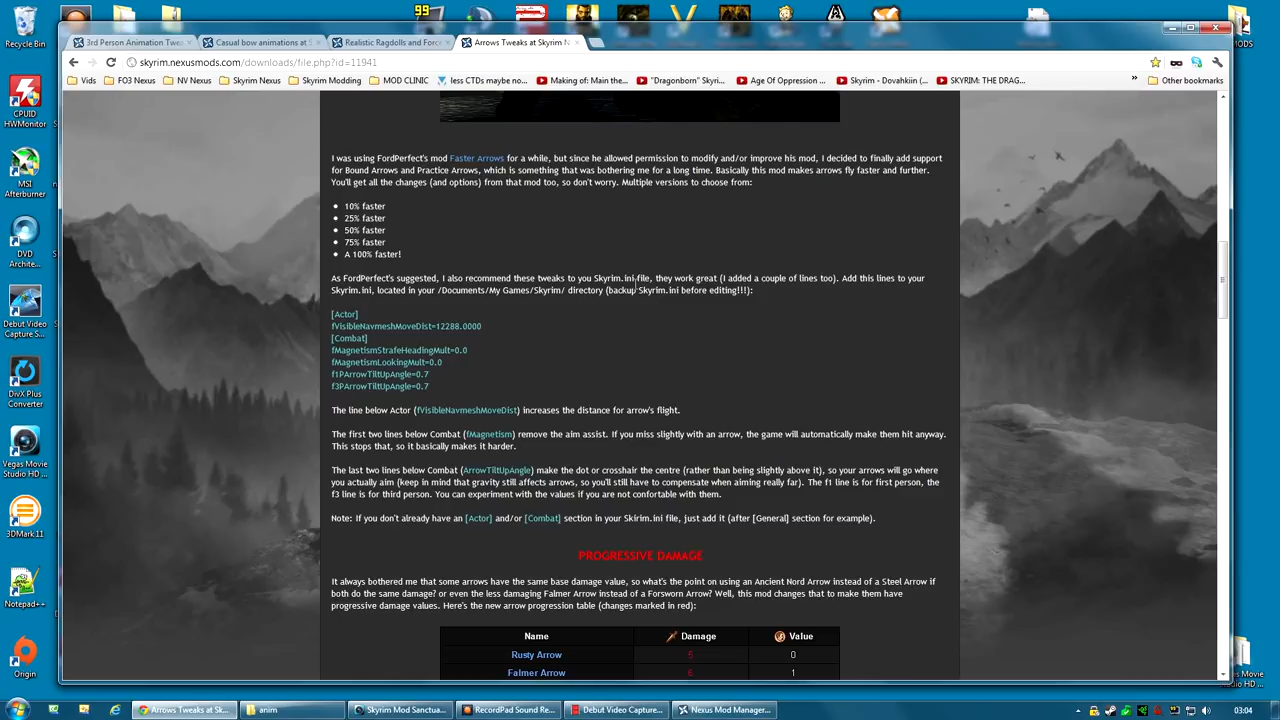 Recycle Bin
99
MODS
3rd Person Animation Twe
Casual bow animations at S
Realistic Ragdolls and Force
Arrows Tweaks at Skyrim N
skyrim.nexusmods.com/downloads/file.php?id=11941
Vids
FO3 Nexus
NV Nexus
Skyrim Nexus
Skyrim Modding
MOD CLINIC
less CTDs maybe no...
Making of: Main the...
"Dragonborn" Skyri...
Age Of Oppression ...
Skyrim - Dovahkiin (...
SKYRIM: THE DRAG...
Other bookmarks
CPUID
HWMonitor
MSI
Afterburner
DVD
Archite...
Debut Video
Capture S...
DivX Plus
Converter
Vegas Movie
Studio HD ...
3DMark11
Notepad++
Origin
I was using FordPerfect's mod Faster Arrows for a while, but since he allowed permission to modify and/or improve his mod, I decided to finally add support
for Bound Arrows and Practice Arrows, which is something that was bothering me for a long time. Basically this mod makes arrows fly faster and further.
You'll get all the changes (and options) from that mod too, so don't worry. Multiple versions to choose from:
10% faster
25% faster
50% faster
75% faster
A 100% faster!
As FordPerfect's suggested, I also recommend these tweaks to you Skyrim.ini file, they work great (I added a couple of lines too). Add this lines to your
Skyrim.ini, located in your /Documents/My Games/Skyrim/ directory (backup Skyrim.ini before editing!!!):
[Actor]
fVisibleNavmeshMoveDist=12288.0000
[Combat]
fMagnetismStrafeHeadingMult=0.0
fMagnetismLookingMult=0.0
f1PArrowTiltUpAngle=0.7
f3PArrowTiltUpAngle=0.7
The line below Actor (fVisibleNavmeshMoveDist) increases the distance for arrow's flight.
The first two lines below Combat (fMagnetism) remove the aim assist. If you miss slightly with an arrow, the game will automatically make them hit anyway.
This stops that, so it basically makes it harder.
The last two lines below Combat (ArrowTiltUpAngle) make the dot or crosshair the centre (rather than being slightly above it), so your arrows will go where
you actually aim (keep in mind that gravity still affects arrows, so you'll still have to compensate when aiming really far). The f1 line is for first person, the
f3 line is for third person. You can experiment with the values if you are not confortable with them.
Note: If you don't already have an [Actor] and/or [Combat] section in your Skirim.ini file, just add it (after [General] section for example).
PROGRESSIVE DAMAGE
It always bothered me that some arrows have the same base damage value, so what's the point on using an Ancient Nord Arrow instead of a Steel Arrow if
both do the same damage? or even the less damaging Falmer Arrow instead of a Forsworn Arrow? Well, this mod changes that to make them have
progressive damage values. Here's the new arrow progression table (changes marked in red):
Name Damage Value
Rusty Arrow 5 0
Falmer Arrow 6 1
MODS
Vegas Movie
Studio HD ...
Arrows Tweaks at Sk...
anim
Skyrim Mod Sanctua...
RecordPad Sound Re...
Debut Video Capture...
Nexus Mod Manager...
03:04